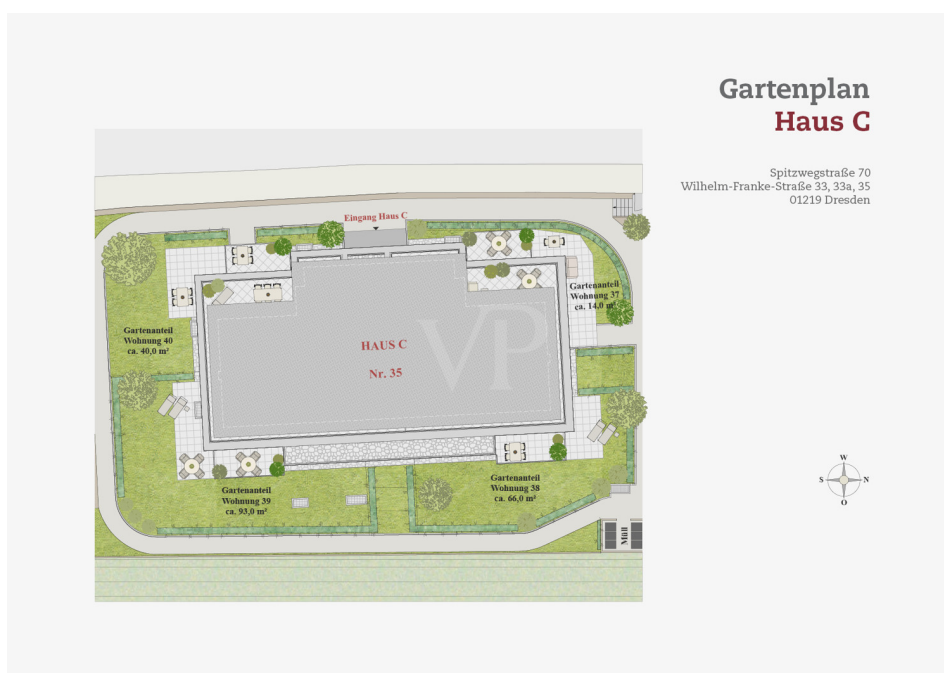 Gartenplan
Haus C
Spitzwegstraße 70
Wilhelm-Franke-Straße 33, 33a, 35
01219 Dresden
Eingang Haus C
Gartenanteil
Wohnung 37
ca. 14,0 m²
Gartenanteil
Wohnung 40
ca. 40,0 m²
HAUS C
Nr. 35
VP
Gartenanteil
Wohnung 39
ca. 93,0 m²
Gartenanteil
Wohnung 38
ca. 66,0 m²
Müll
W
S
N
O